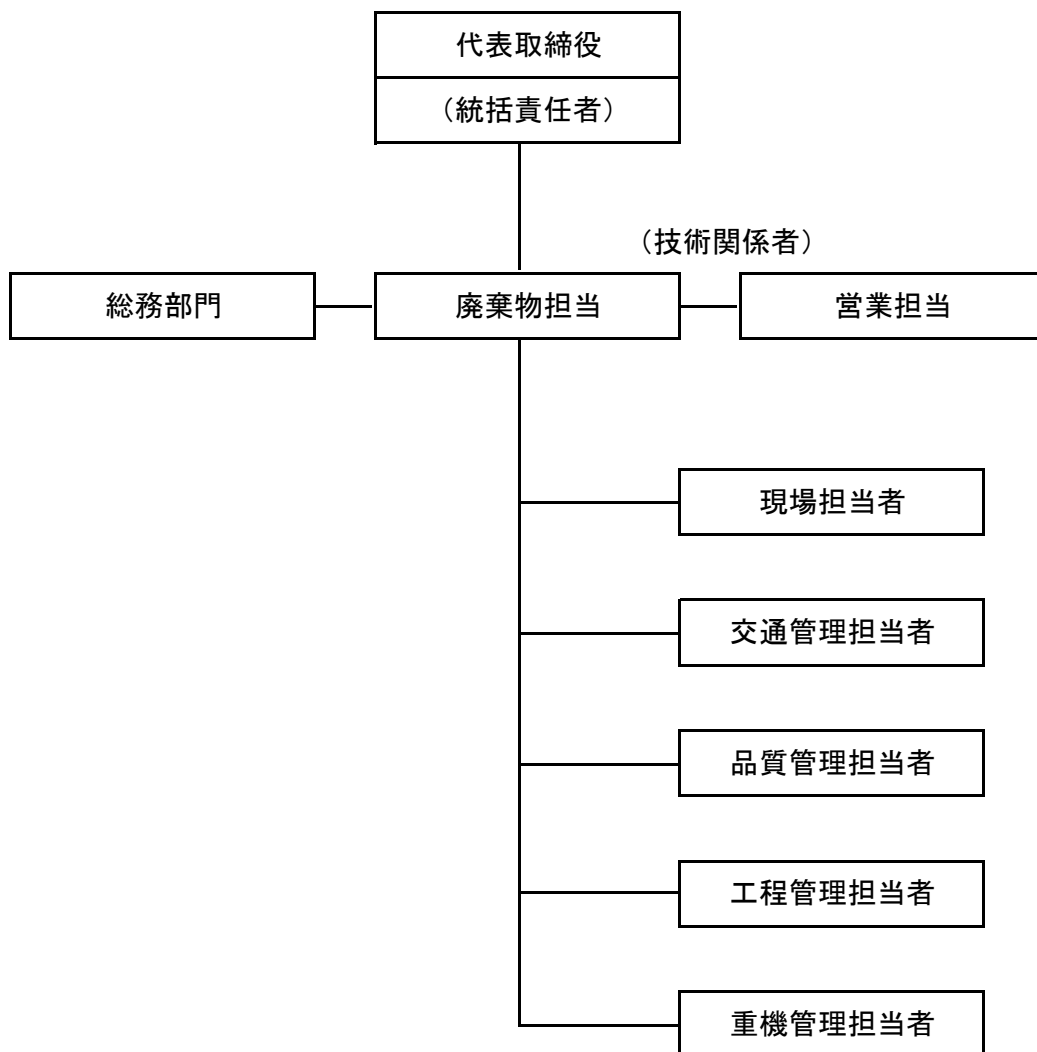 代表取締役
（統括責任者）
（技術関係者）
総務部門
廃棄物担当
営業担当
現場担当者
交通管理担当者
品質管理担当者
工程管理担当者
重機管理担当者